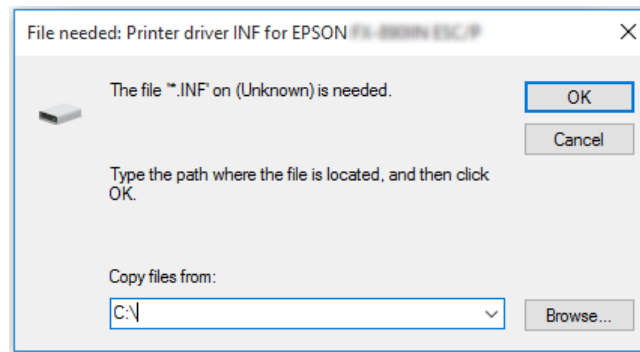 File needed: Printer driver INF for EPSON
The file '*.INF' on (Unknown) is needed.
OK
Cancel
Type the path where the file is located, and then click
OK.
Copy files from:
C:\
Browse...